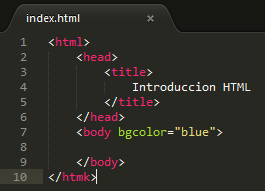 index.html ×
1 <html>
2 <head>
3 <title>
4 Introduccion HTML
5 </title>
6 </head>
7 <body bgcolor="blue">
8
9 </body>
10 </htmk>